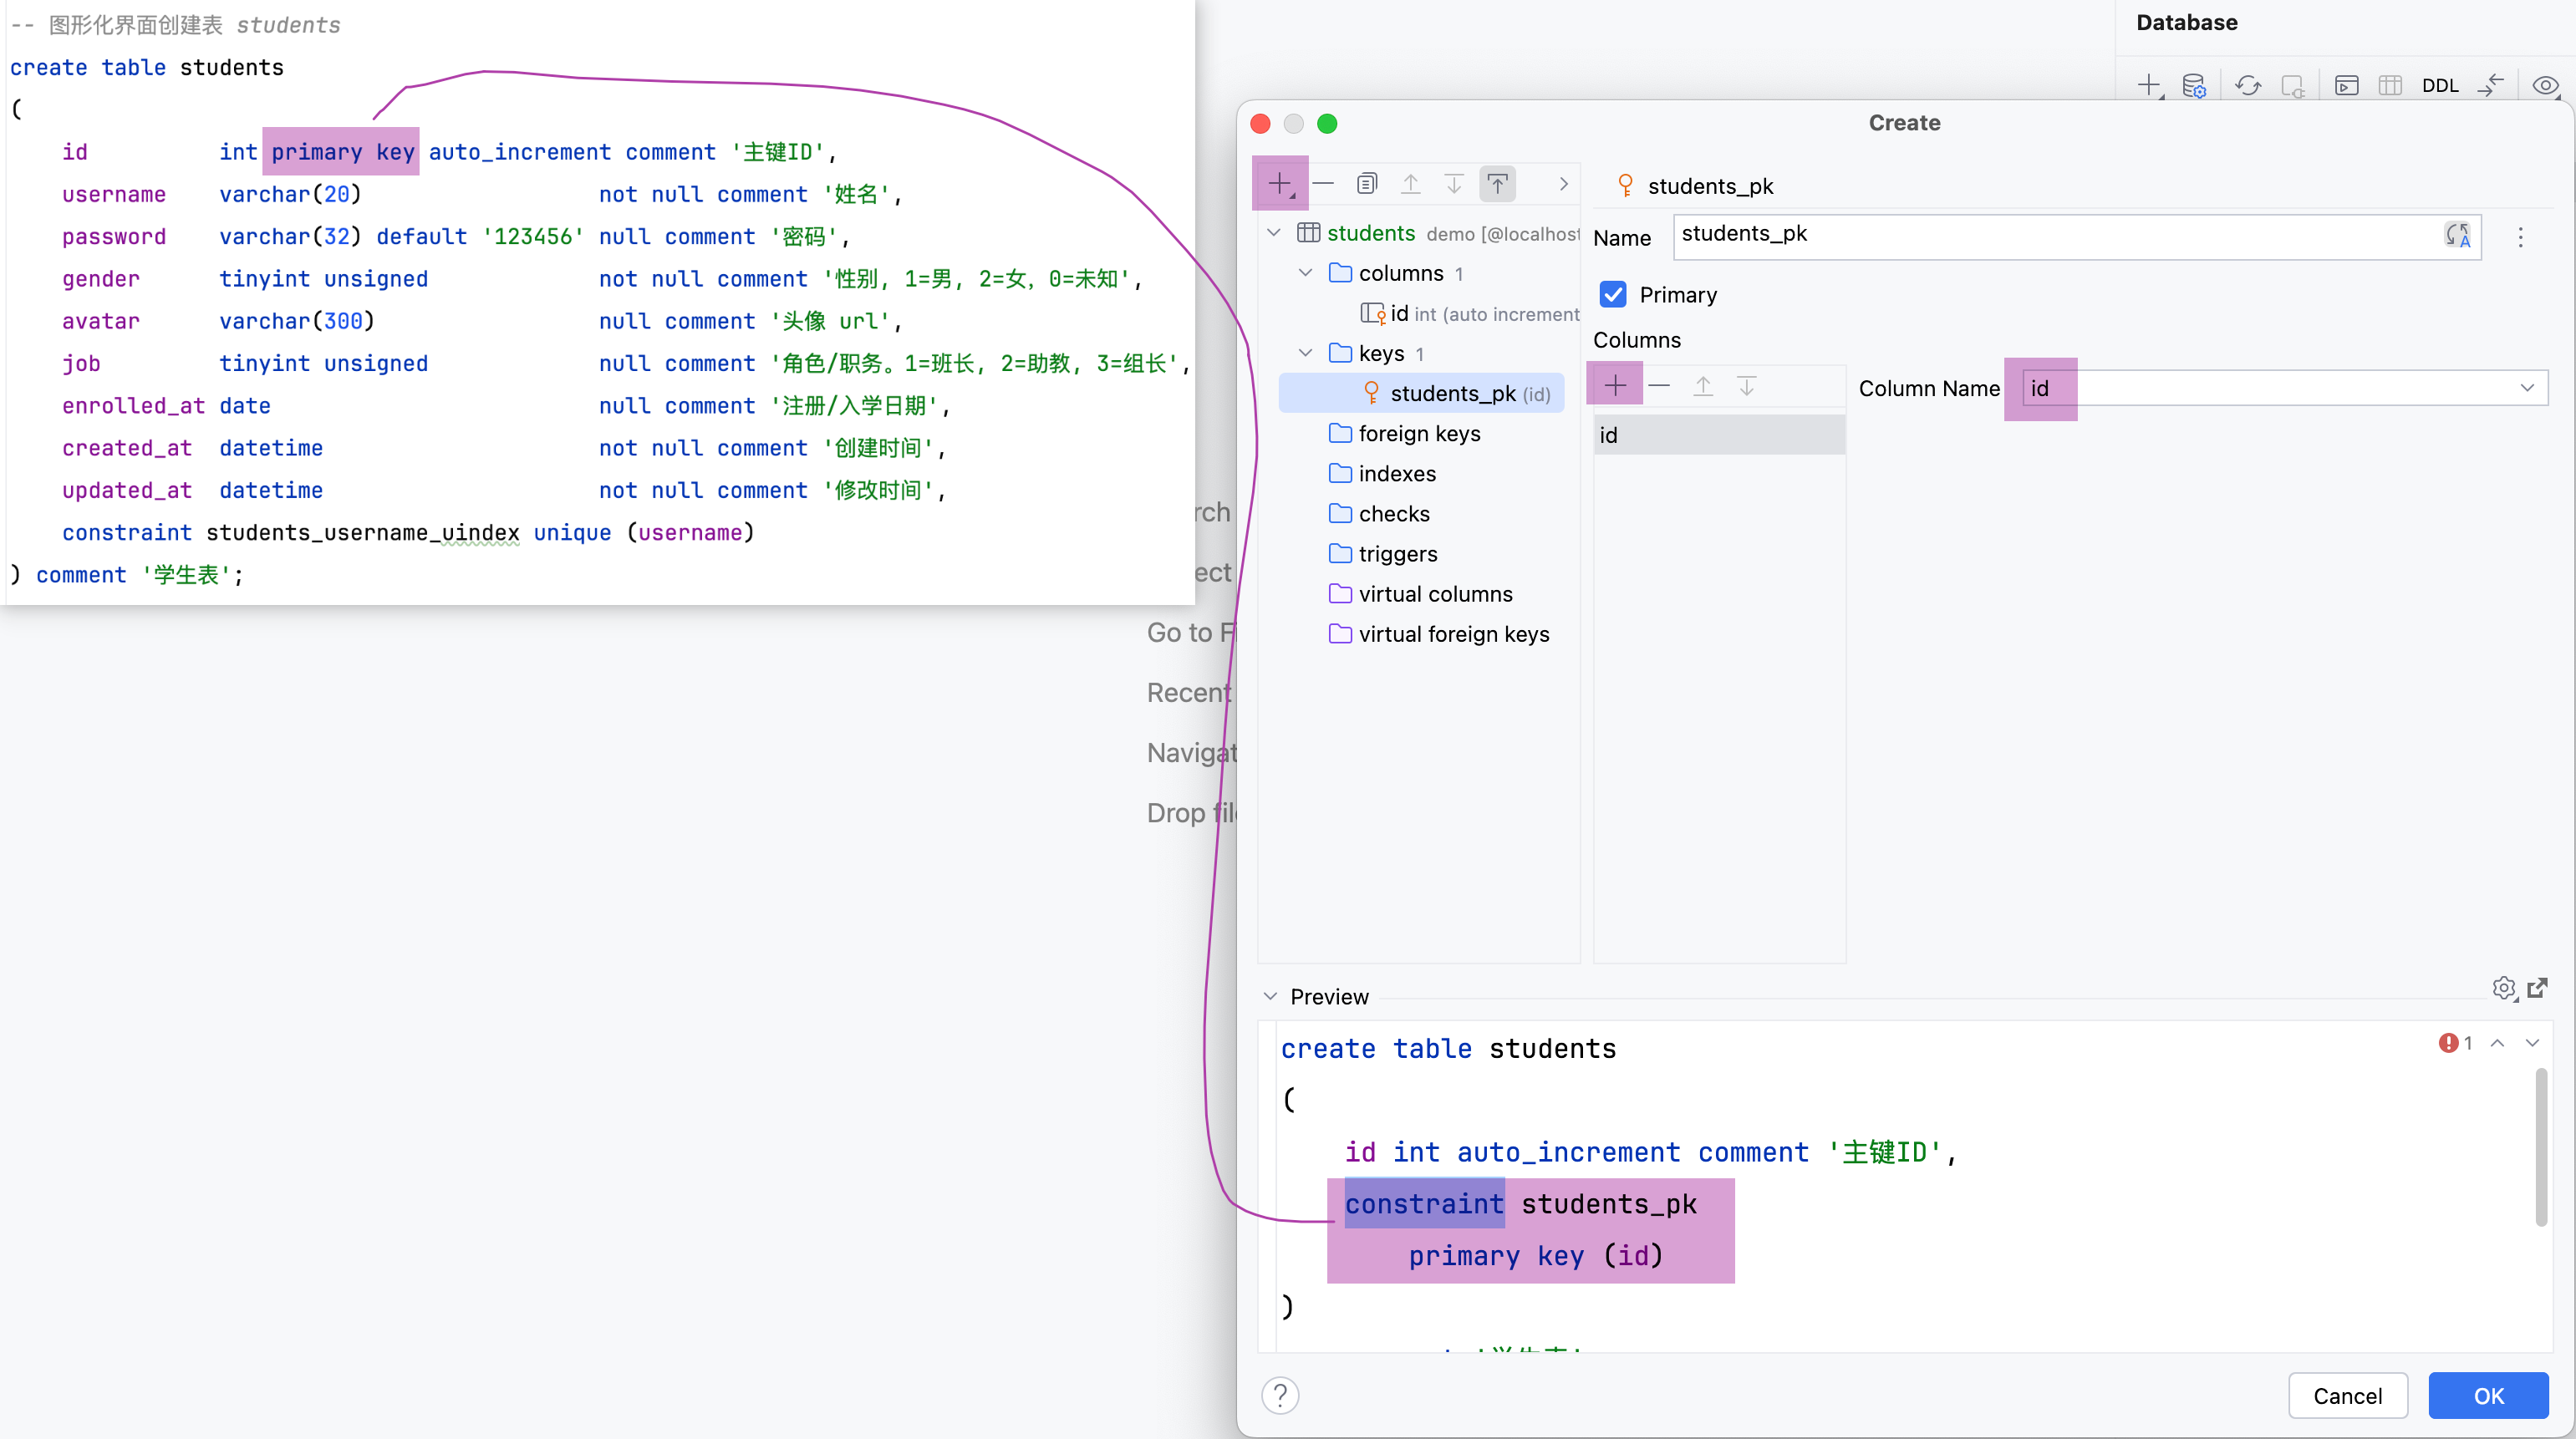 -- 图形化界面创建表 students
create table students
(
id int primary key auto_increment comment '主键ID',
username varchar(20) not null comment '姓名',
password varchar(32) default '123456' null comment '密码',
gender tinyint unsigned not null comment '性别, 1=男, 2=女, 0=未知',
avatar varchar(300) null comment '头像 url',
job tinyint unsigned null comment '角色/职务。1=班长, 2=助教, 3=组长',
enrolled_at date null comment '注册/入学日期',
created_at datetime not null comment '创建时间',
updated_at datetime not null comment '修改时间',
constraint students_username_uindex unique (username)
) comment '学生表';
rch
ect
Go to F
Recent
Navigat
Drop file
Database
DDL
Create
students demo [@localhost
columns 1
id int (auto increment
keys 1
students_pk (id)
foreign keys
indexes
checks
triggers
virtual columns
virtual foreign keys
students_pk
Name students_pk
Primary
Columns
id
Column Name id
Preview
1
create table students
(
id int auto_increment comment '主键ID',
constraint students_pk
primary key (id)
)
?
Cancel
OK